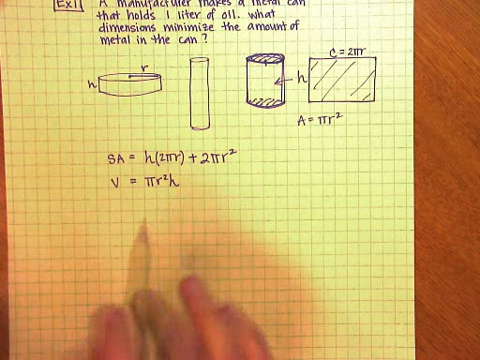 Ex1 A manufacturer makes a metal can
that holds 1 liter of oil. what
dimensions minimize the amount of
metal in the can?
C = 2πr
r
h
h
A = πr²
SA = h(2πr) + 2πr²
V = πr²h